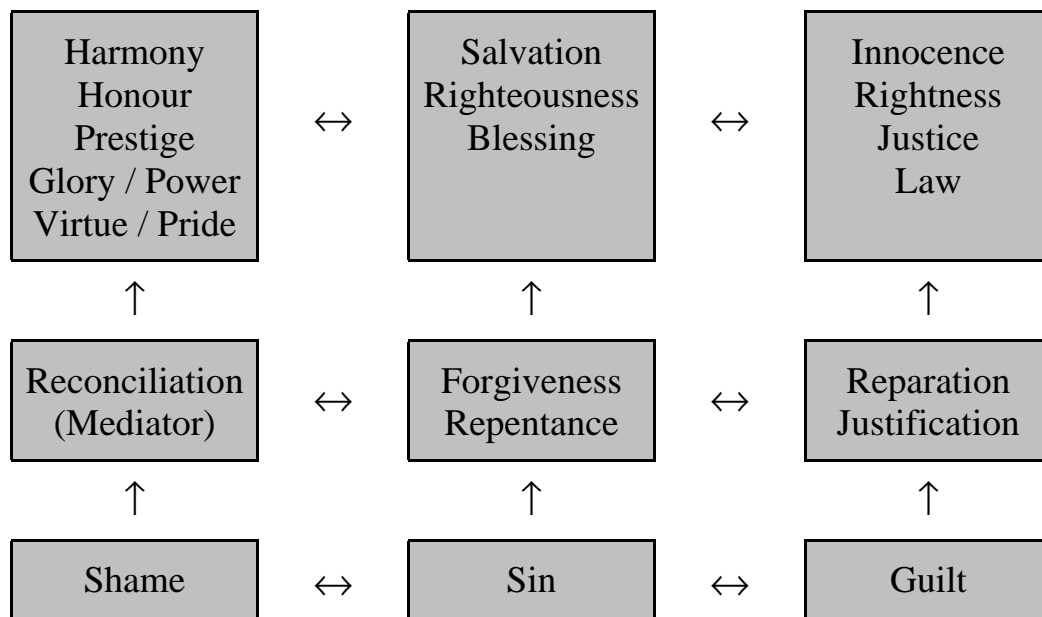 Harmony
Honour
Prestige
Glory / Power
Virtue / Pride
↔
Salvation
Righteousness
Blessing
↔
Innocence
Rightness
Justice
Law
↑ ↑ ↑
Reconciliation
(Mediator)
↔
Forgiveness
Repentance
↔
Reparation
Justification
↑ ↑ ↑
Shame ↔ Sin ↔ Guilt